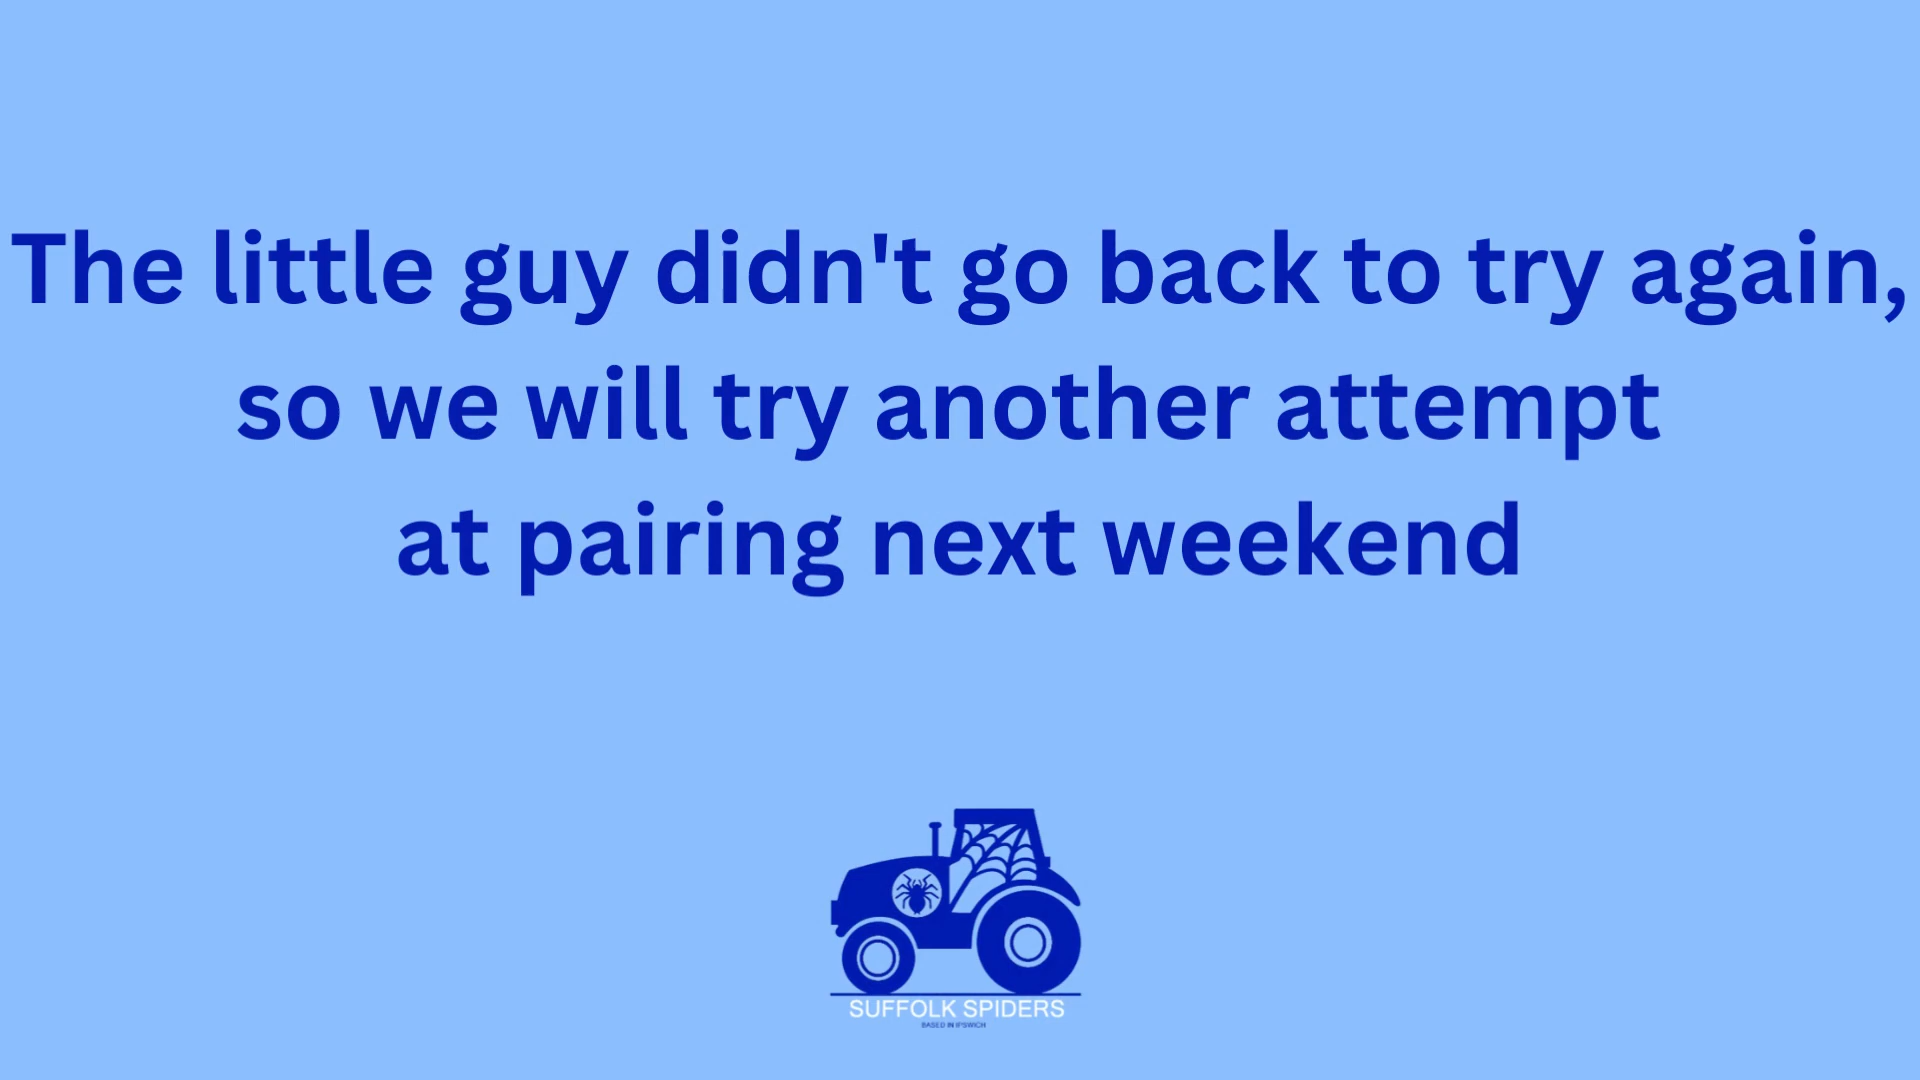 The little guy didn't go back to try again,
so we will try another attempt
at pairing next weekend
SUFFOLK SPIDERS
BASED IN IPSWICH